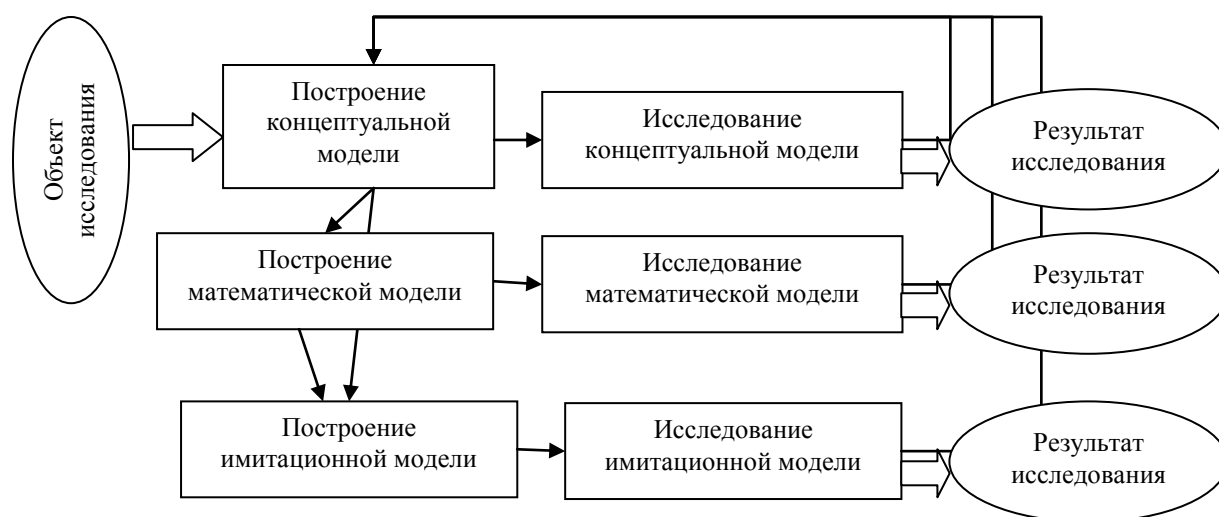 Объект
исследования
Построение
концептуальной
модели
Исследование
концептуальной модели
Результат
исследования
Построение
математической модели
Исследование
математической модели
Результат
исследования
Построение
имитационной модели
Исследование
имитационной модели
Результат
исследования